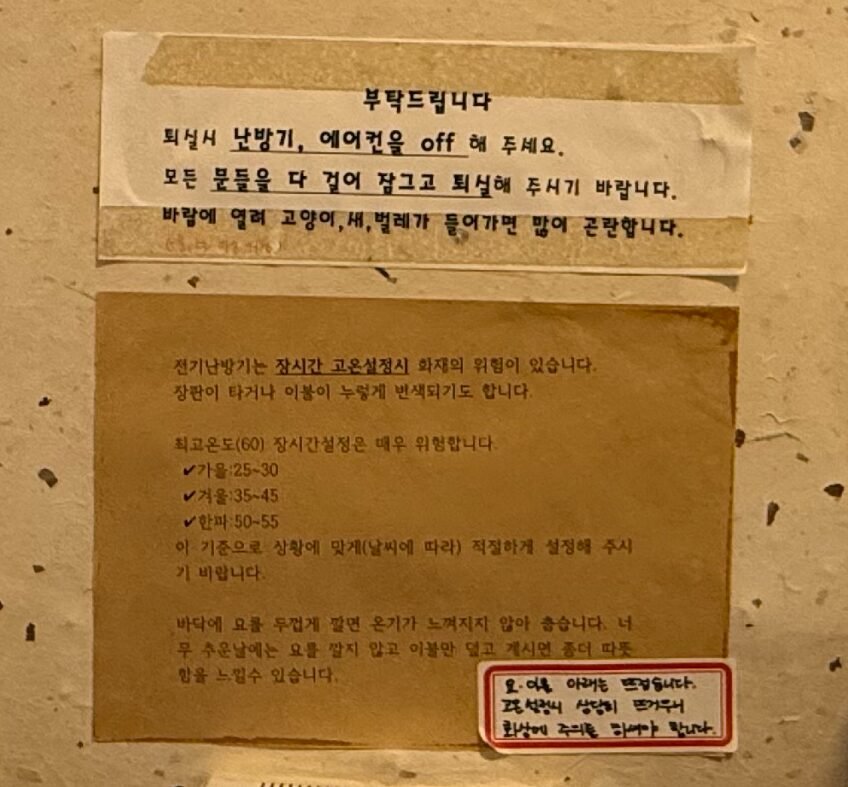 부탁드립니다
퇴실시 난방기, 에어컨을 off 해 주세요.
모든 문들을 다 걸어 잠그고 퇴실해 주시기 바랍니다.
바람에 열려 고양이,새,벌레가 들어가면 많이 곤란합니다.
전기난방기는 장시간 고온설정시 화재의 위험이 있습니다.
장판이 타거나 이불이 누렇게 변색되기도 합니다.
최고온도(60) 장시간설정은 매우 위험합니다.
✔가을:25~30
✔겨울:35~45
✔한파:50~55
이 기준으로 상황에 맞게(날씨에 따라) 적절하게 설정해 주시
기 바랍니다.
바닥에 요를 두껍게 깔면 온기가 느껴지지 않아 춥습니다. 너
무 추운날에는 요를 깔지 않고 이불만 덮고 계시면 좀더 따뜻
함을 느낄수 있습니다.
요.이불 아래는 뜨겁습니다.
고온설정시 상당히 뜨거우니
화상에 주의를 하셔야 합니다.